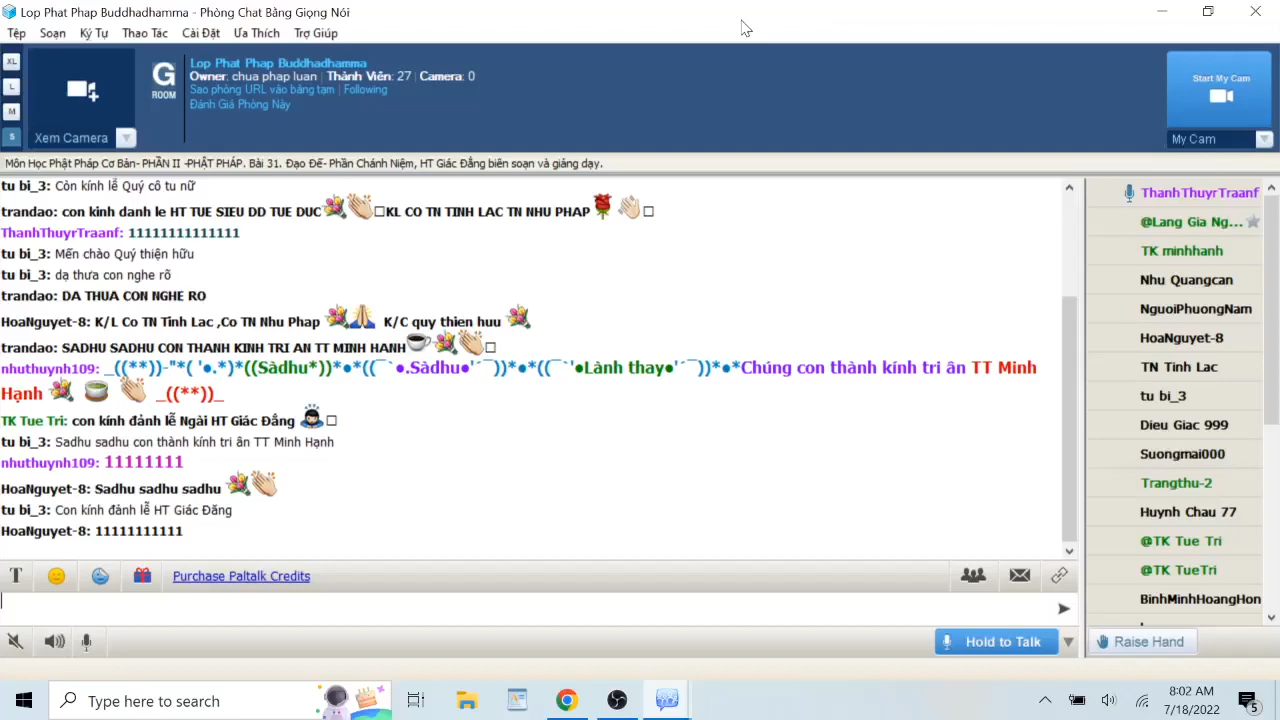 Lop Phat Phap Buddhadhamma - Phòng Chat Bằng Giọng Nói
Tệp Soạn Ký Tự Thao Tác Cài Đặt Ưa Thích Trợ Giúp
XL
L
M
S
Xem Camera
G
ROOM
Lop Phat Phap Buddhadhamma
Owner: chua phap luan | Thành Viên: 27 | Camera: 0
Sao phòng URL vào bảng tạm | Following
Đánh Giá Phòng Này
Start My Cam
My Cam
Môn Học Phật Pháp Cơ Bản- PHẦN II -PHẬT PHÁP. Bài 31. Đạo Đế- Phần Chánh Niệm, HT Giác Đẳng biên soạn và giảng dạy.
tu bi_3: Còn kính lễ Quý cô tu nữ
trandao: con kinh danh le HT TUE SIEU DD TUE DUC KL CO TN TINH LAC TN NHU PHAP
ThanhThuyrTraanf: 11111111111111
tu bi_3: Mến chào Quý thiện hữu
tu bi_3: dạ thưa con nghe rõ
trandao: DA THUA CON NGHE RO
HoaNguyet-8: K/L Co TN Tinh Lac ,Co TN Nhu Phap K/C quy thien huu
trandao: SADHU SADHU CON THANH KINH TRI AN TT MINH HANH
nhuthuynh109: _((**))-"*( '●.*)*((Sàdhu*))*●*((¯`●.Sàdhu●'´¯))*●*((¯`'●Lành thay●'´¯))*●*Chúng con thành kính tri ân TT Minh
Hạnh _((**))_
TK Tue Tri: con kính đảnh lễ Ngài HT Giác Đẳng
tu bi_3: Sadhu sadhu con thành kính tri ân TT Minh Hạnh
nhuthuynh109: 11111111
HoaNguyet-8: Sadhu sadhu sadhu
tu bi_3: Con kính đảnh lễ HT Giác Đăng
HoaNguyet-8: 11111111111
T Purchase Paltalk Credits
Hold to Talk
ThanhThuyrTraanf
@Lang Gia Ng...
TK minhhanh
Nhu Quangcan
NguoiPhuongNam
HoaNguyet-8
TN Tinh Lac
tu bi_3
Dieu Giac 999
Suongmai000
Trangthu-2
Huynh Chau 77
@TK Tue Tri
@TK TueTri
BinhMinhHoangHon
Raise Hand
Type here to search
8:02 AM
7/18/2022
5